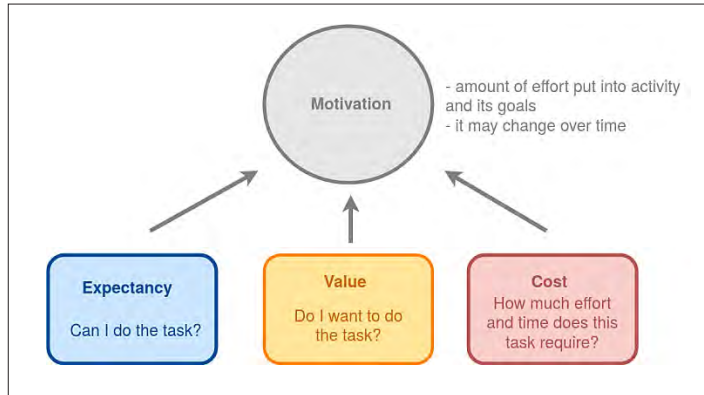 Motivation
- amount of effort put into activity
and its goals
- it may change over time
Expectancy
Can I do the task?
Value
Do I want to do
the task?
Cost
How much effort
and time does this
task require?